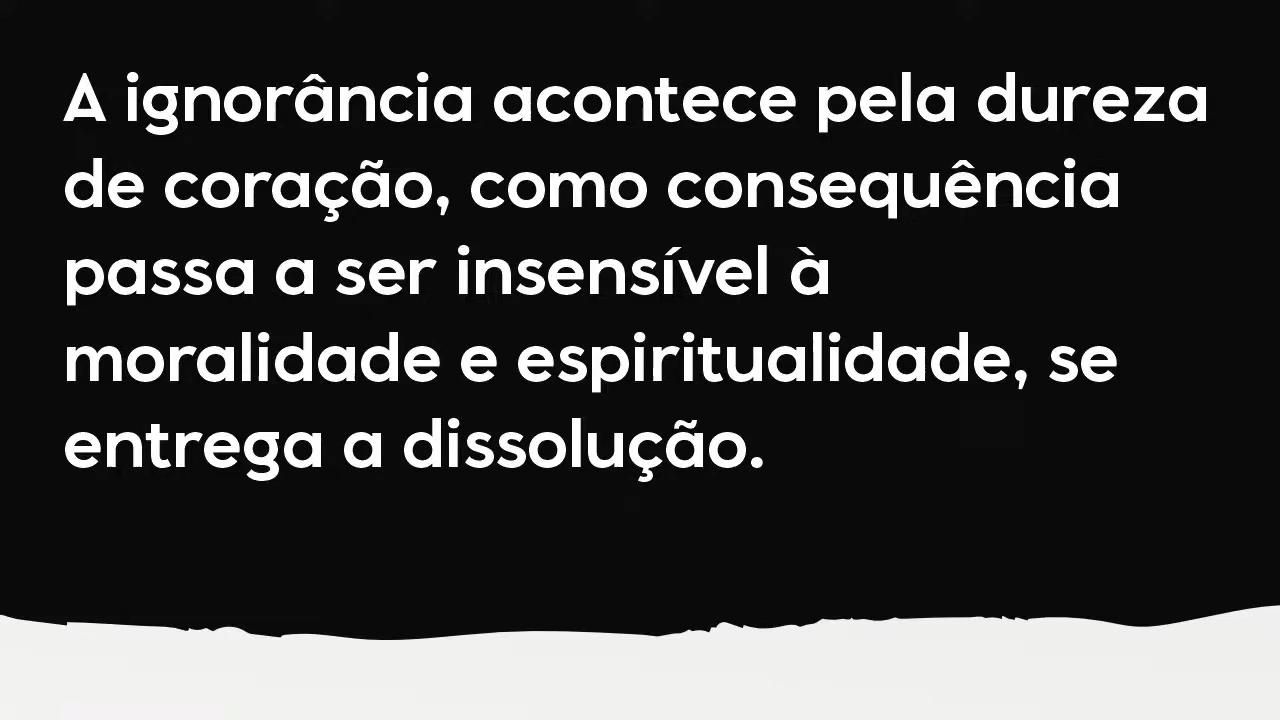 A ignorância acontece pela dureza
de coração, como consequência
passa a ser insensível à
moralidade e espiritualidade, se
entrega a dissolução.